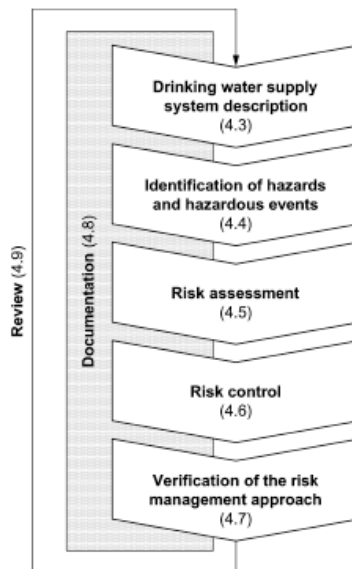 Drinking water supply
system description
(4.3)
Identification of hazards
and hazardous events
(4.4)
Risk assessment
(4.5)
Risk control
(4.6)
Verification of the risk
management approach
(4.7)
Documentation (4.8)
Review (4.9)